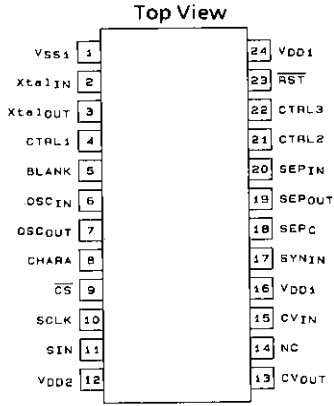 Top View
VSS1 1
XtalIN 2
XtalOUT 3
CTRL1 4
BLANK 5
OSCIN 6
OSCOUT 7
CHARA 8
C̅S̅ 9
SCLK 10
SIN 11
VDD2 12
24 VDD1
23 R̅S̅T̅
22 CTRL3
21 CTRL2
20 SEPIN
19 SEPOUT
18 SEPC
17 SYNIN
16 VDD1
15 CVIN
14 NC
13 CVOUT